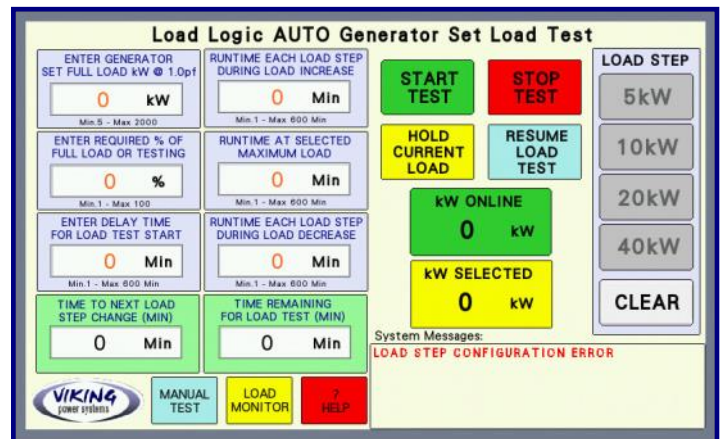 Load Logic AUTO Generator Set Load Test
ENTER GENERATOR
SET FULL LOAD kW @ 1.0pf
0 kW
Min.5 - Max 2000
RUNTIME EACH LOAD STEP
DURING LOAD INCREASE
0 Min
Min.1 - Max 600 Min
ENTER REQUIRED % OF
FULL LOAD OR TESTING
0 %
Min.1 - Max 100
RUNTIME AT SELECTED
MAXIMUM LOAD
0 Min
Min.1 - Max 600 Min
ENTER DELAY TIME
FOR LOAD TEST START
0 Min
Min.1 - Max 600 Min
RUNTIME EACH LOAD STEP
DURING LOAD DECREASE
0 Min
Min.1 - Max 600 Min
TIME TO NEXT LOAD
STEP CHANGE (MIN)
0 Min
TIME REMAINING
FOR LOAD TEST (MIN)
0 Min
START
TEST
STOP
TEST
HOLD
CURRENT
LOAD
RESUME
LOAD
TEST
kW ONLINE
0 kW
kW SELECTED
0 kW
LOAD STEP
5kW
10kW
20kW
40kW
CLEAR
System Messages:
LOAD STEP CONFIGURATION ERROR
VIKING
power systems
MANUAL
TEST
LOAD
MONITOR
?
HELP